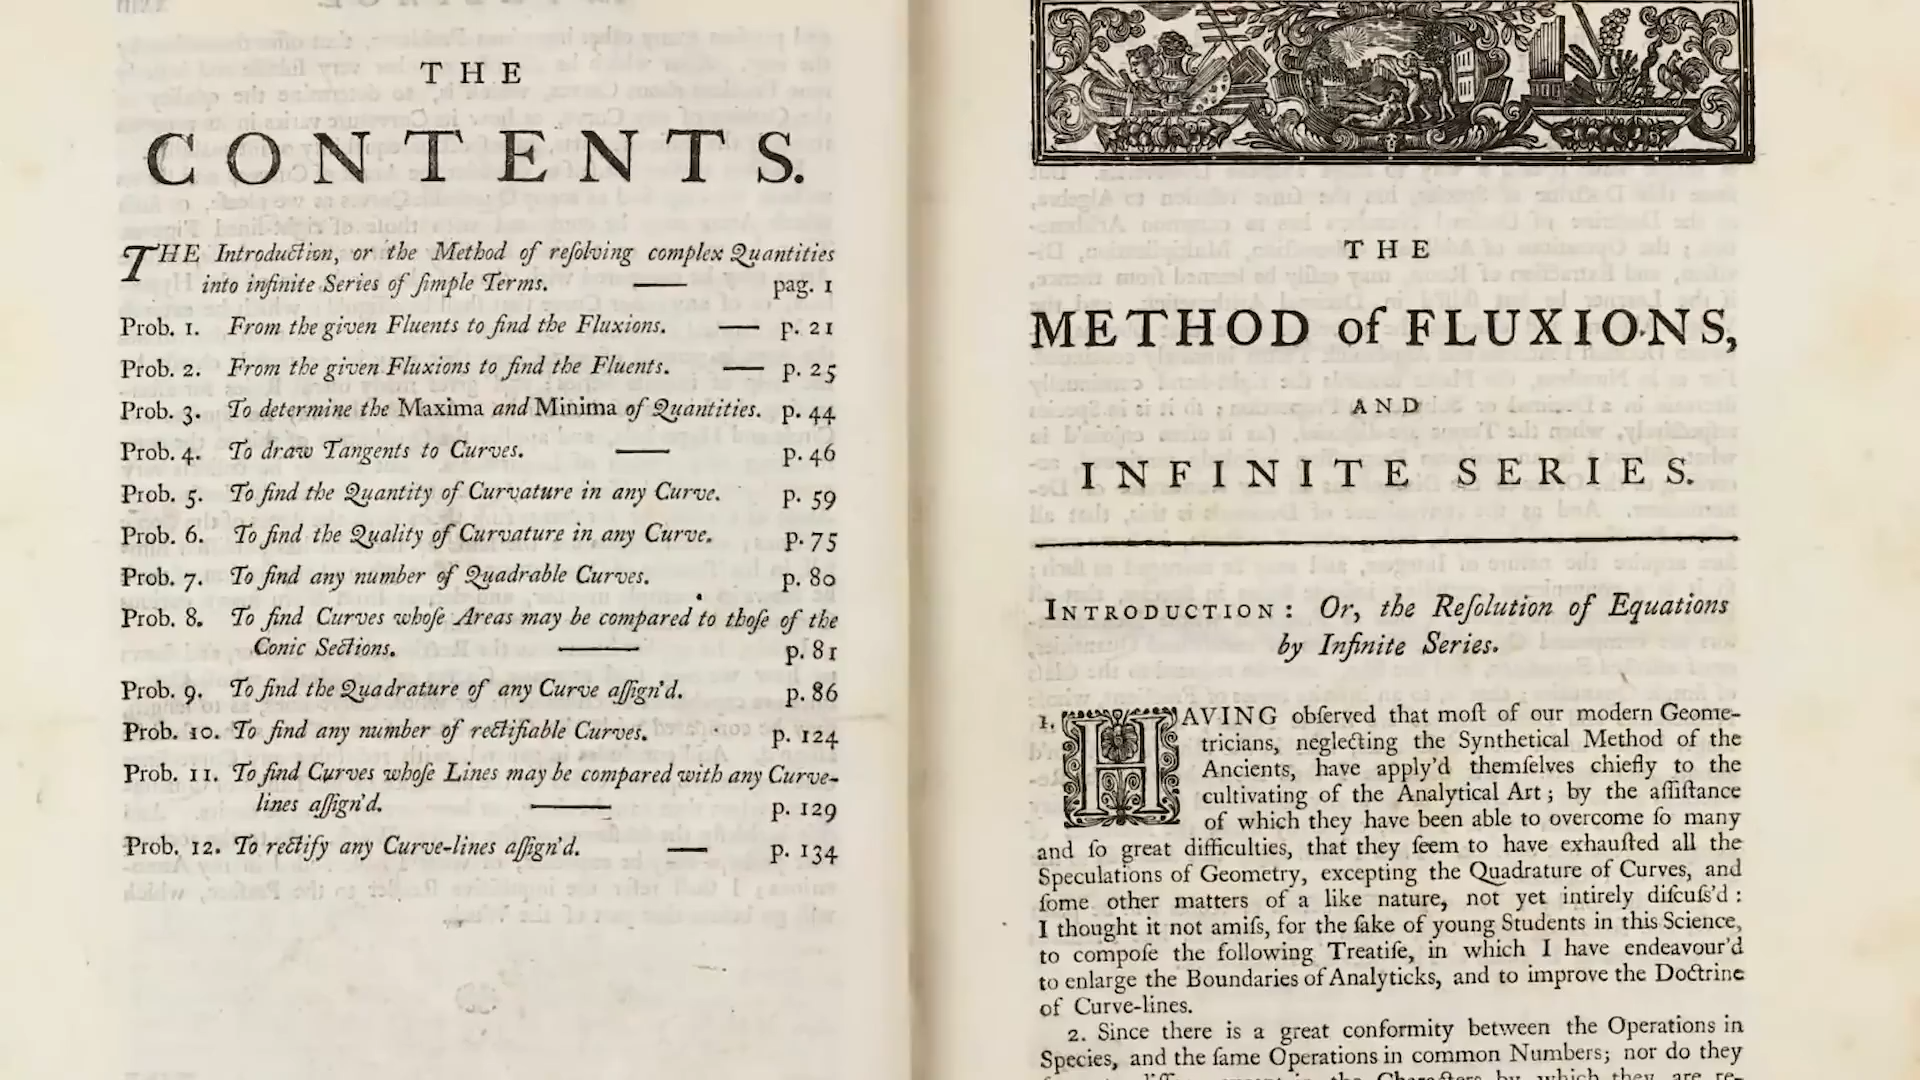 THE
CONTENTS.
THE Introduction, or the Method of reſolving complex Quantities
into infinite Series of ſimple Terms. — pag. 1
Prob. 1. From the given Fluents to find the Fluxions. — p. 21
Prob. 2. From the given Fluxions to find the Fluents. — p. 25
Prob. 3. To determine the Maxima and Minima of Quantities. p. 44
Prob. 4. To draw Tangents to Curves. — p. 46
Prob. 5. To find the Quantity of Curvature in any Curve. p. 59
Prob. 6. To find the Quality of Curvature in any Curve. p. 75
Prob. 7. To find any number of Quadrable Curves. p. 80
Prob. 8. To find Curves whoſe Areas may be compared to thoſe of the
Conic Sections. — p. 81
Prob. 9. To find the Quadrature of any Curve aſſign'd. p. 86
Prob. 10. To find any number of rectifiable Curves. p. 124
Prob. 11. To find Curves whoſe Lines may be compared with any Curve-
lines aſſign'd. — p. 129
Prob. 12. To rectify any Curve-lines aſſign'd. — p. 134
THE
METHOD of FLUXIONS,
AND
INFINITE SERIES.
INTRODUCTION: Or, the Reſolution of Equations
by Infinite Series.
1. HAVING obſerved that moſt of our modern Geome-
tricians, neglecting the Synthetical Method of the
Ancients, have apply'd themſelves chiefly to the
cultivating of the Analytical Art; by the aſſiſtance
of which they have been able to overcome ſo many
and ſo great difficulties, that they ſeem to have exhauſted all the
Speculations of Geometry, excepting the Quadrature of Curves, and
ſome other matters of a like nature, not yet intirely diſcuſs'd:
I thought it not amiſs, for the ſake of young Students in this Science,
to compoſe the following Treatiſe, in which I have endeavour'd
to enlarge the Boundaries of Analyticks, and to improve the Doctrine
of Curve-lines.
2. Since there is a great conformity between the Operations in
Species, and the ſame Operations in common Numbers; nor do they
in the Characters by which they are re-